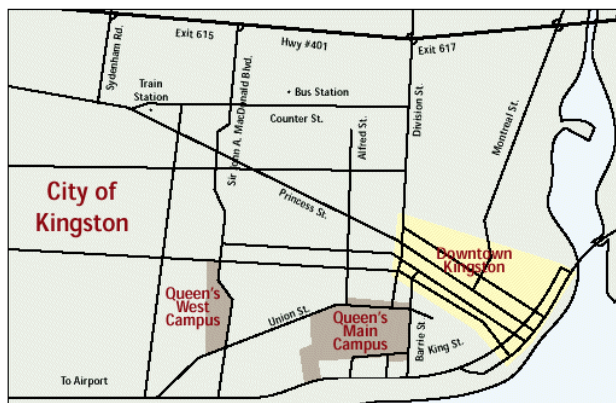 Sydenham Rd.
Exit 615
Hwy #401
Exit 617
Train
Station
Sir John A. MacDonald Blvd.
Bus Station
Counter St.
Alfred St.
Division St.
Montreal St.
City of
Kingston
Princess St.
Downtown
Kingston
Queen's
West
Campus
Union St.
Queen's
Main
Campus
Barrie St
King St.
To Airport